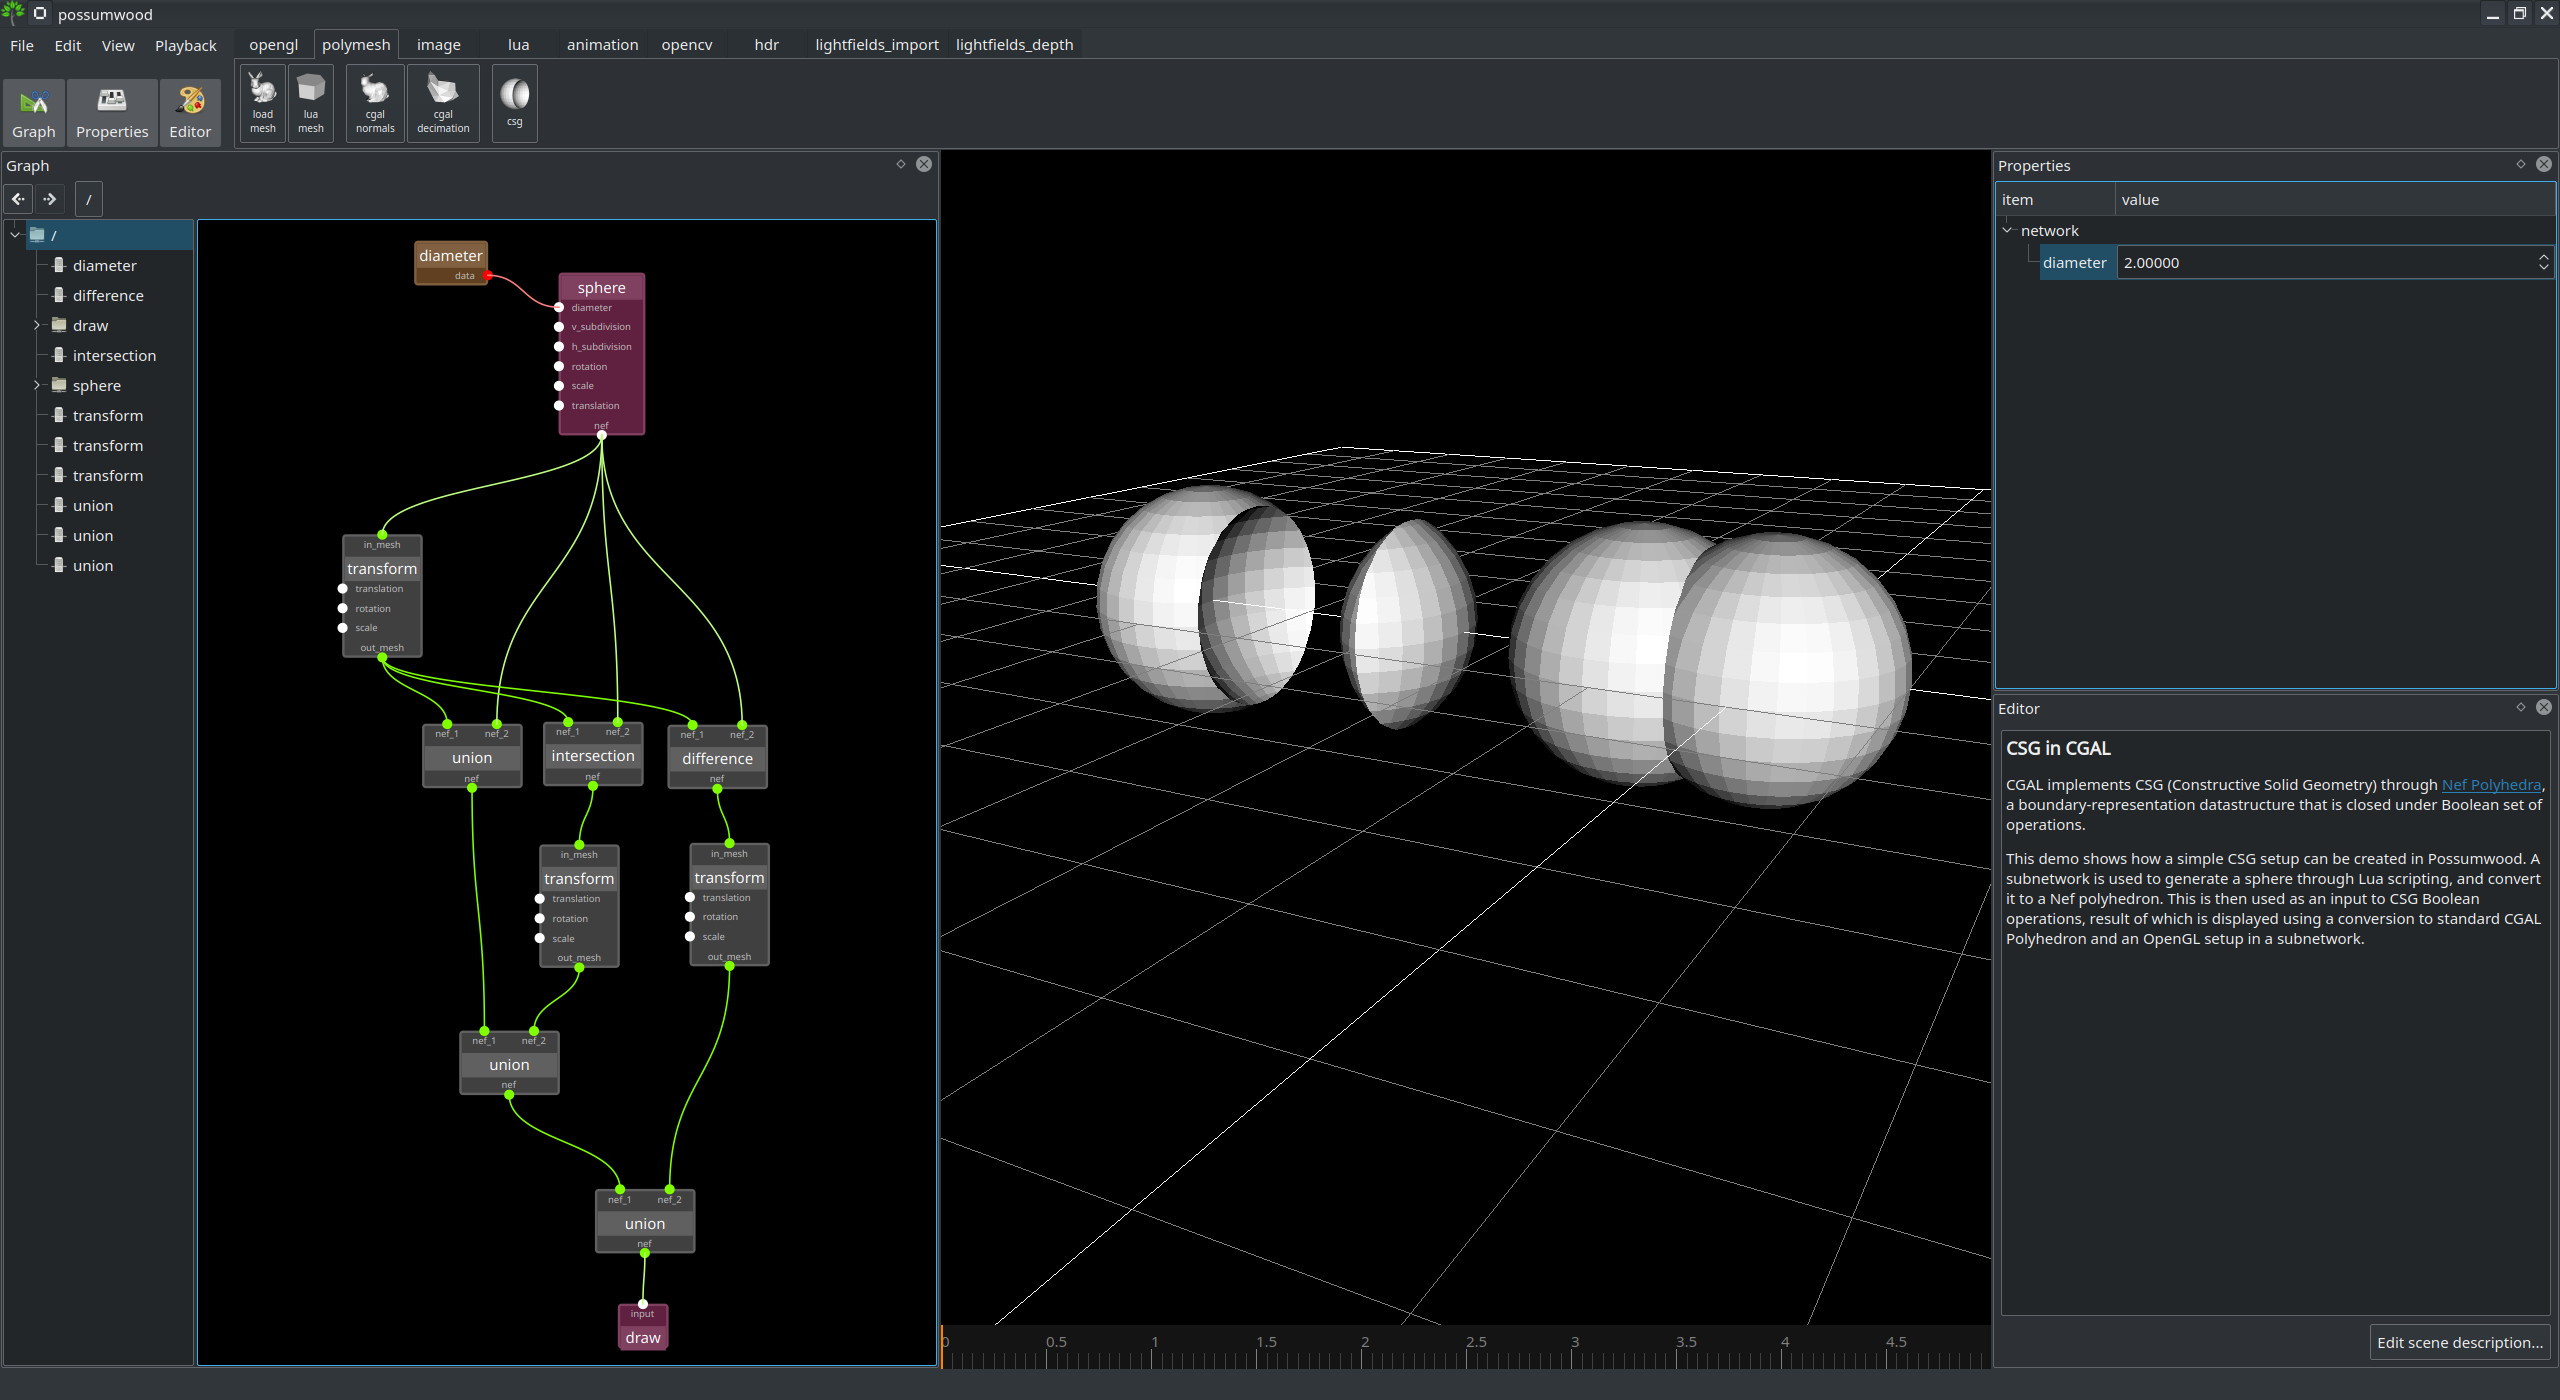 possumwood
File Edit View Playback
opengl polymesh image lua animation opencv hdr lightfields_import lightfields_depth
Graph Properties Editor
load mesh
lua mesh
cgal normals
cgal decimation
csg
Graph
/
/
diameter
difference
draw
intersection
sphere
transform
transform
transform
union
union
union
diameter
data
sphere
diameter
v_subdivision
h_subdivision
rotation
scale
translation
nef
in_mesh
transform
translation
rotation
scale
out_mesh
nef_1 nef_2
union
nef
nef_1 nef_2
intersection
nef
nef_1 nef_2
difference
nef
in_mesh
transform
translation
rotation
scale
out_mesh
in_mesh
transform
translation
rotation
scale
out_mesh
nef_1 nef_2
union
nef
nef_1 nef_2
union
nef
input
draw
0 0.5 1 1.5 2 2.5 3 3.5 4 4.5
Properties
item value
network
diameter 2.00000
Editor
CSG in CGAL
CGAL implements CSG (Constructive Solid Geometry) through Nef Polyhedra,
a boundary-representation datastructure that is closed under Boolean set of
operations.
This demo shows how a simple CSG setup can be created in Possumwood. A
subnetwork is used to generate a sphere through Lua scripting, and convert
it to a Nef polyhedron. This is then used as an input to CSG Boolean
operations, result of which is displayed using a conversion to standard CGAL
Polyhedron and an OpenGL setup in a subnetwork.
Edit scene description...